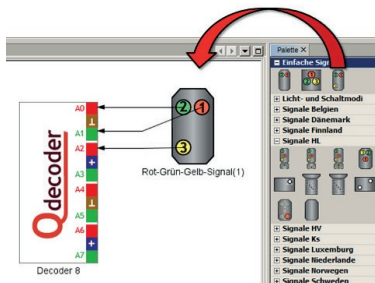 Palette ×
Einfache Sig
A0
2
1
A1
A2
3
Rot-Grün-Gelb-Signal(1)
A3
A4
A5
A6
A7
Qdecoder
Decoder 8
Licht- und Schaltmodi
Signale Belgien
Signale Dänemark
Signale Finnland
Signale HL
Signale HV
Signale Ks
Signale Luxemburg
Signale Niederlande
Signale Norwegen
Signale Schweden